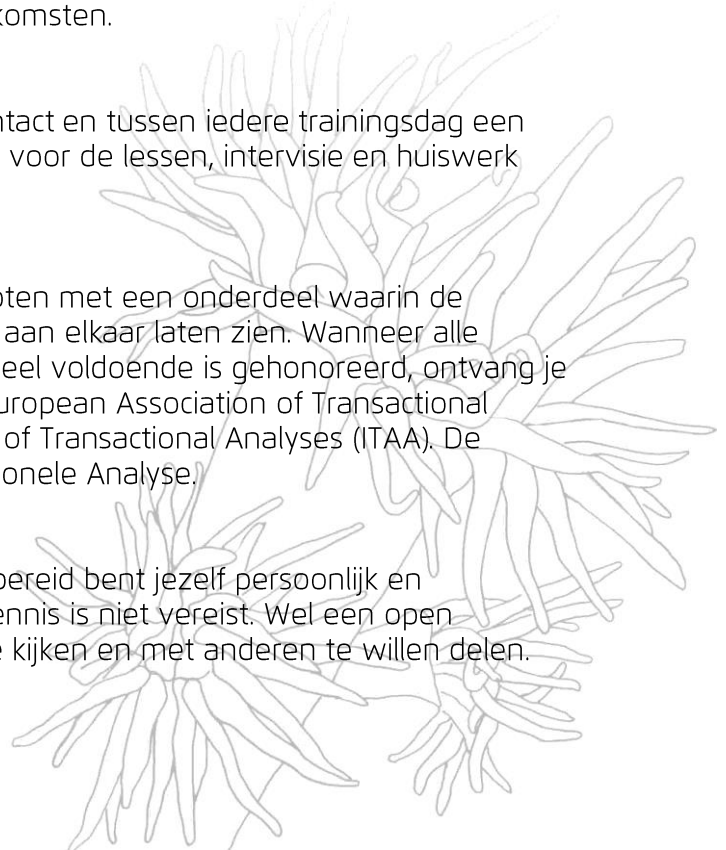 komsten.
ntact en tussen iedere trainingsdag een
voor de lessen, intervisie en huiswerk
oten met een onderdeel waarin de
aan elkaar laten zien. Wanneer alle
eel voldoende is gehonoreerd, ontvang je
uropean Association of Transactional
of Transactional Analyses (ITAA). De
ionele Analyse.
bereid bent jezelf persoonlijk en
ennis is niet vereist. Wel een open
e kijken en met anderen te willen delen.